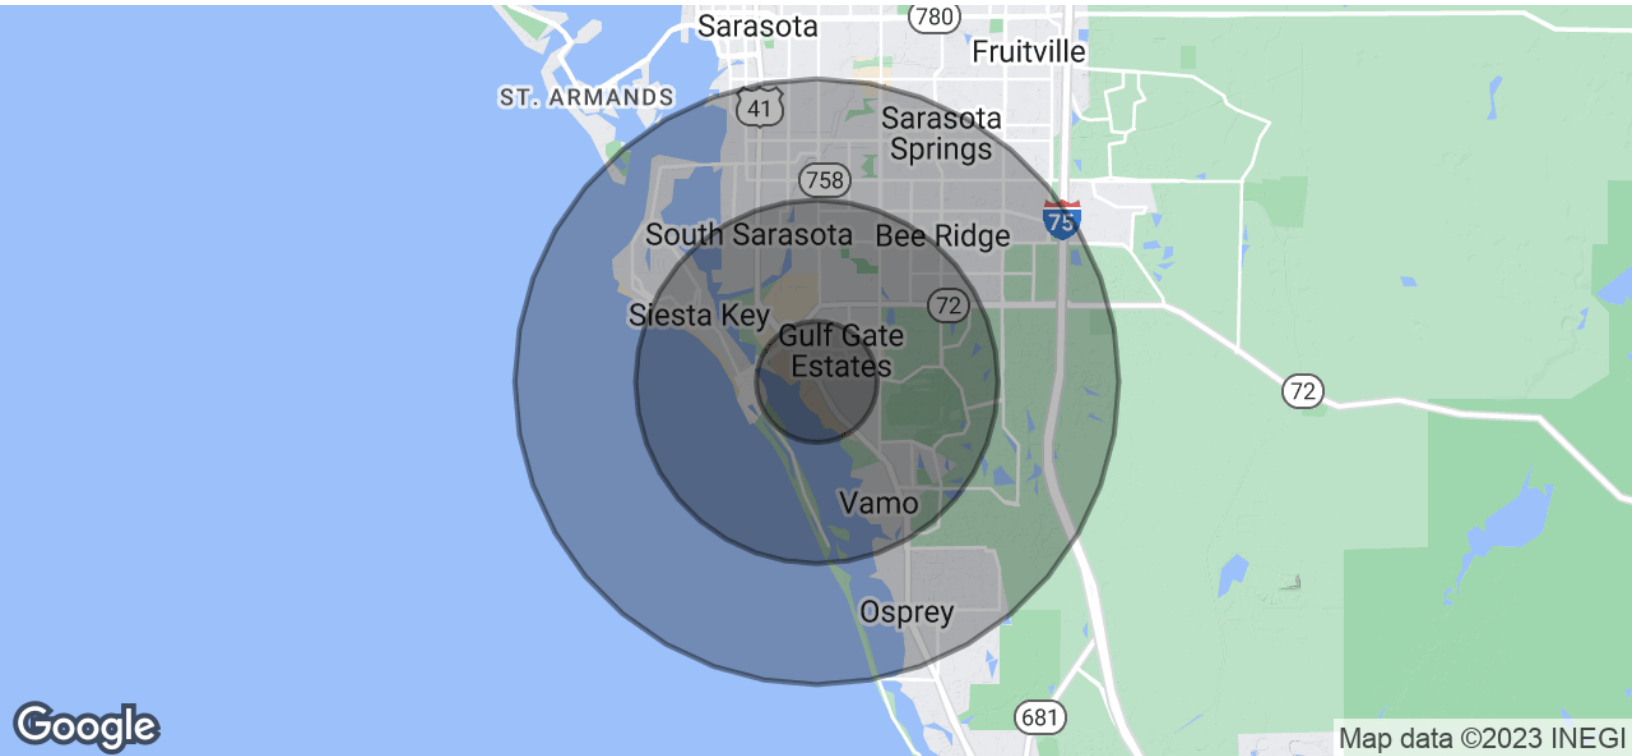 Sarasota
780
Fruitville
ST. ARMANDS
41
Sarasota
Springs
758
South Sarasota
Bee Ridge
75
Siesta Key
72
Gulf Gate
Estates
72
Vamo
Osprey
681
Google
Map data ©2023 INEGI